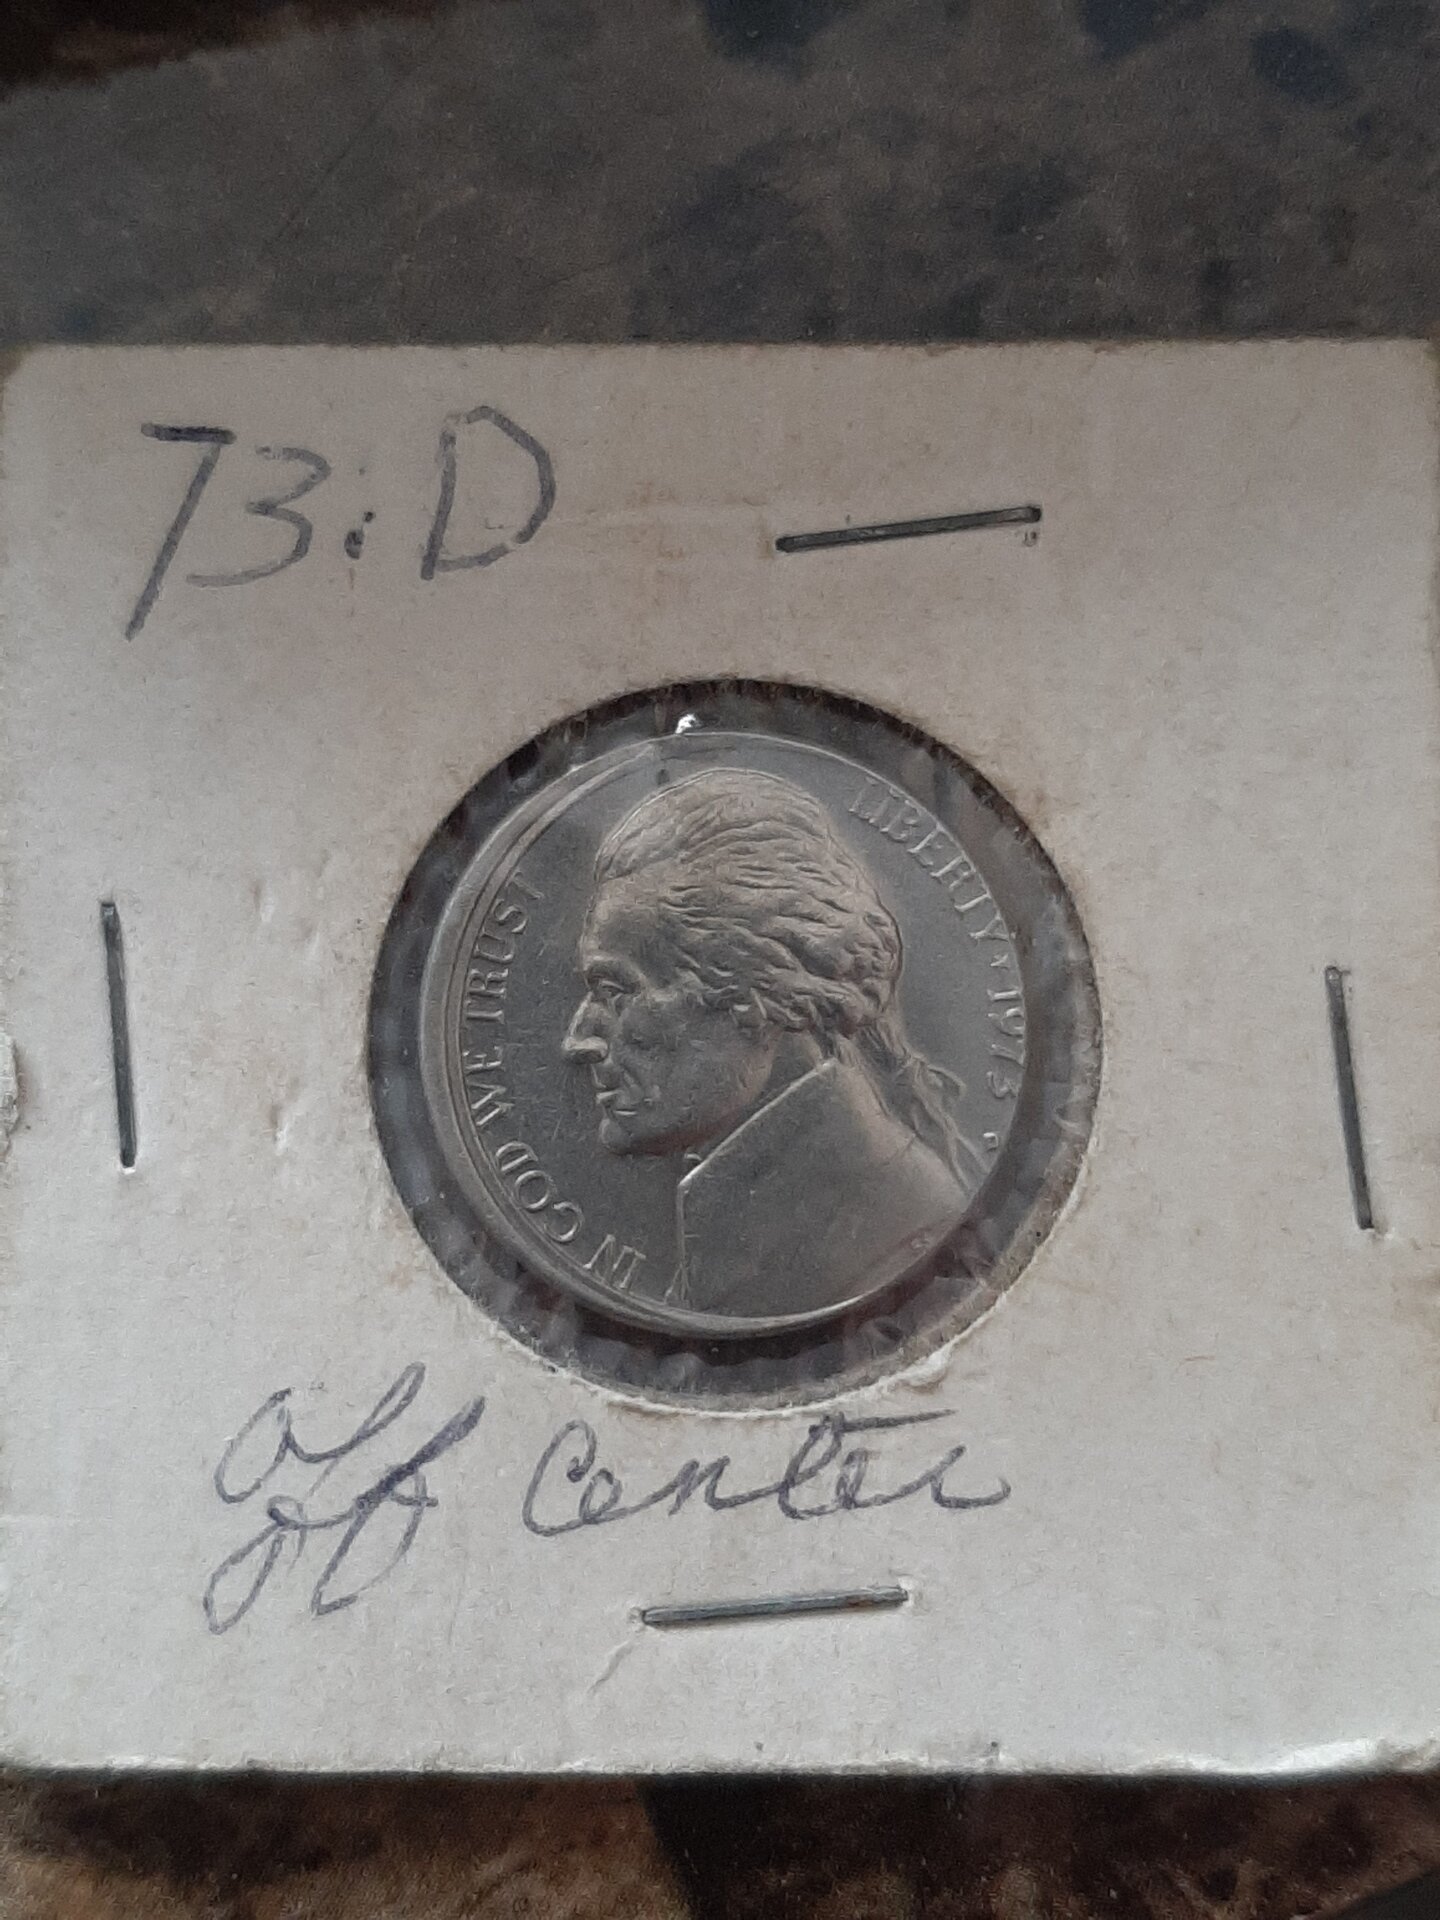 73:D
LIBERTY ★ 1973
IN GOD WE TRUST
Off Center